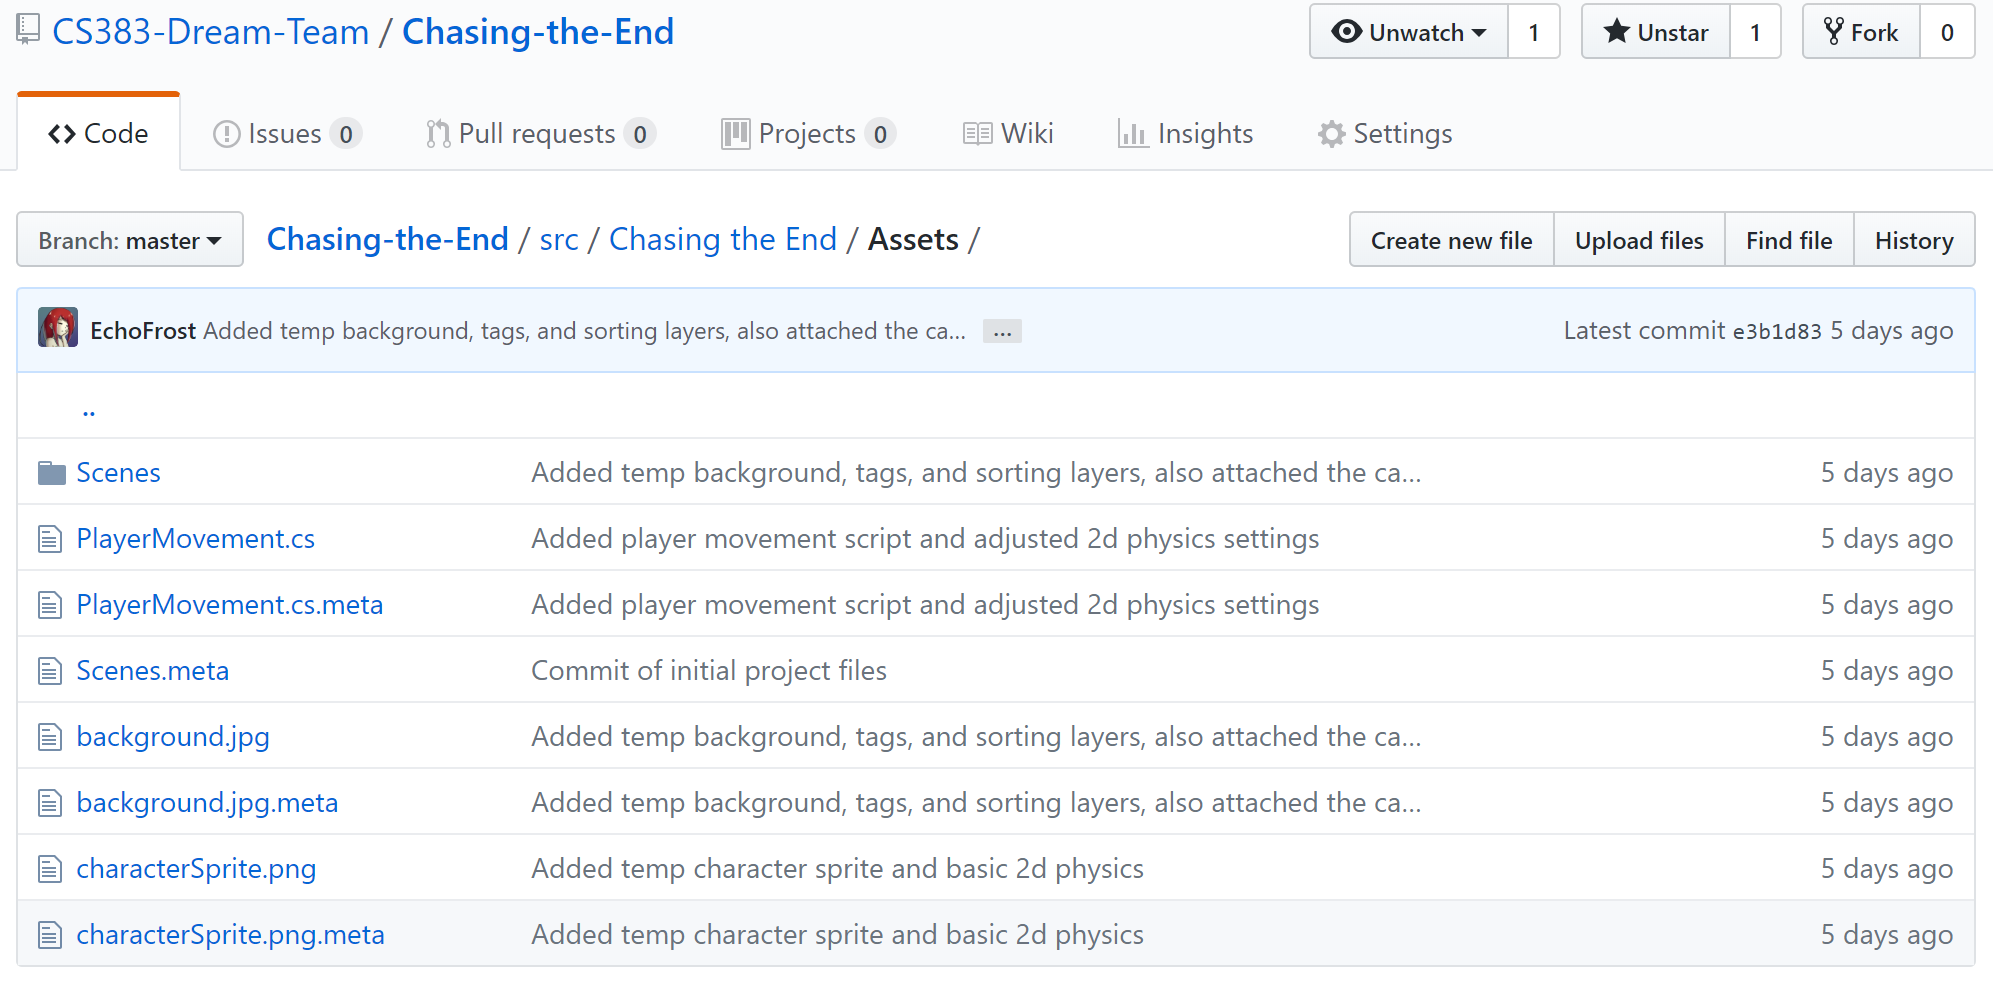 CS383-Dream-Team / Chasing-the-End Unwatch 1 Unstar 1 Fork 0
Code Issues 0 Pull requests 0 Projects 0 Wiki Insights Settings
Branch: master Chasing-the-End / src / Chasing the End / Assets / Create new file Upload files Find file History
EchoFrost Added temp background, tags, and sorting layers, also attached the ca… … Latest commit e3b1d83 5 days ago
..
Scenes Added temp background, tags, and sorting layers, also attached the ca… 5 days ago
PlayerMovement.cs Added player movement script and adjusted 2d physics settings 5 days ago
PlayerMovement.cs.meta Added player movement script and adjusted 2d physics settings 5 days ago
Scenes.meta Commit of initial project files 5 days ago
background.jpg Added temp background, tags, and sorting layers, also attached the ca… 5 days ago
background.jpg.meta Added temp background, tags, and sorting layers, also attached the ca… 5 days ago
characterSprite.png Added temp character sprite and basic 2d physics 5 days ago
characterSprite.png.meta Added temp character sprite and basic 2d physics 5 days ago